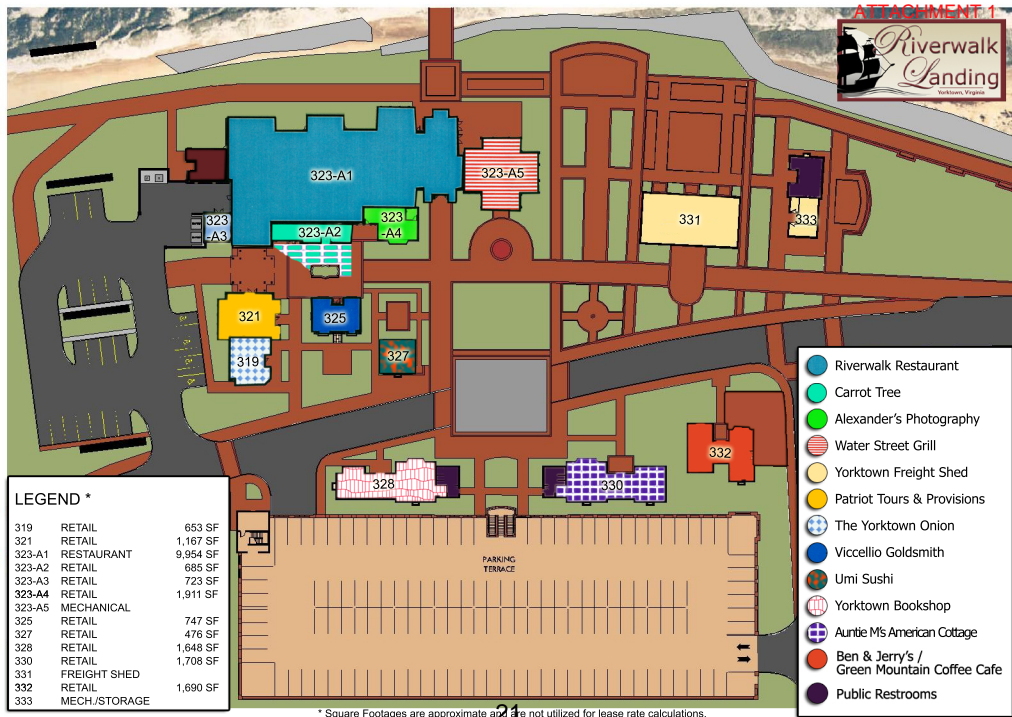 ATTACHMENT 1
Riverwalk
Landing
Yorktown, Virginia
323-A1
323-A5
323
-A3
323-A2
323
-A4
331
333
321
325
319
327
328
330
332
PARKING
TERRACE
LEGEND *
319 RETAIL 653 SF
321 RETAIL 1,167 SF
323-A1 RESTAURANT 9,954 SF
323-A2 RETAIL 685 SF
323-A3 RETAIL 723 SF
323-A4 RETAIL 1,911 SF
323-A5 MECHANICAL
325 RETAIL 747 SF
327 RETAIL 476 SF
328 RETAIL 1,648 SF
330 RETAIL 1,708 SF
331 FREIGHT SHED
332 RETAIL 1,690 SF
333 MECH./STORAGE
Riverwalk Restaurant
Carrot Tree
Alexander's Photography
Water Street Grill
Yorktown Freight Shed
Patriot Tours & Provisions
The Yorktown Onion
Viccellio Goldsmith
Umi Sushi
Yorktown Bookshop
Auntie M's American Cottage
Ben & Jerry's /
Green Mountain Coffee Cafe
Public Restrooms
* Square Footages are approximate and are not utilized for lease rate calculations.
21